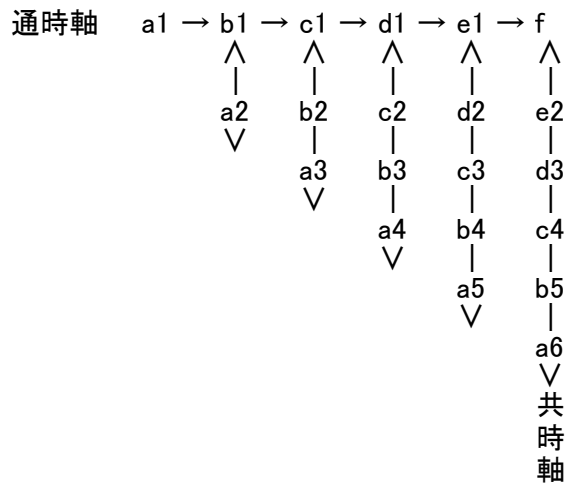 通時軸 a1 → b1 → c1 → d1 → e1 → f
a2 b2 c2 d2 e2
a3 b3 c3 d3
a4 b4 c4
a5 b5
a6
共時軸